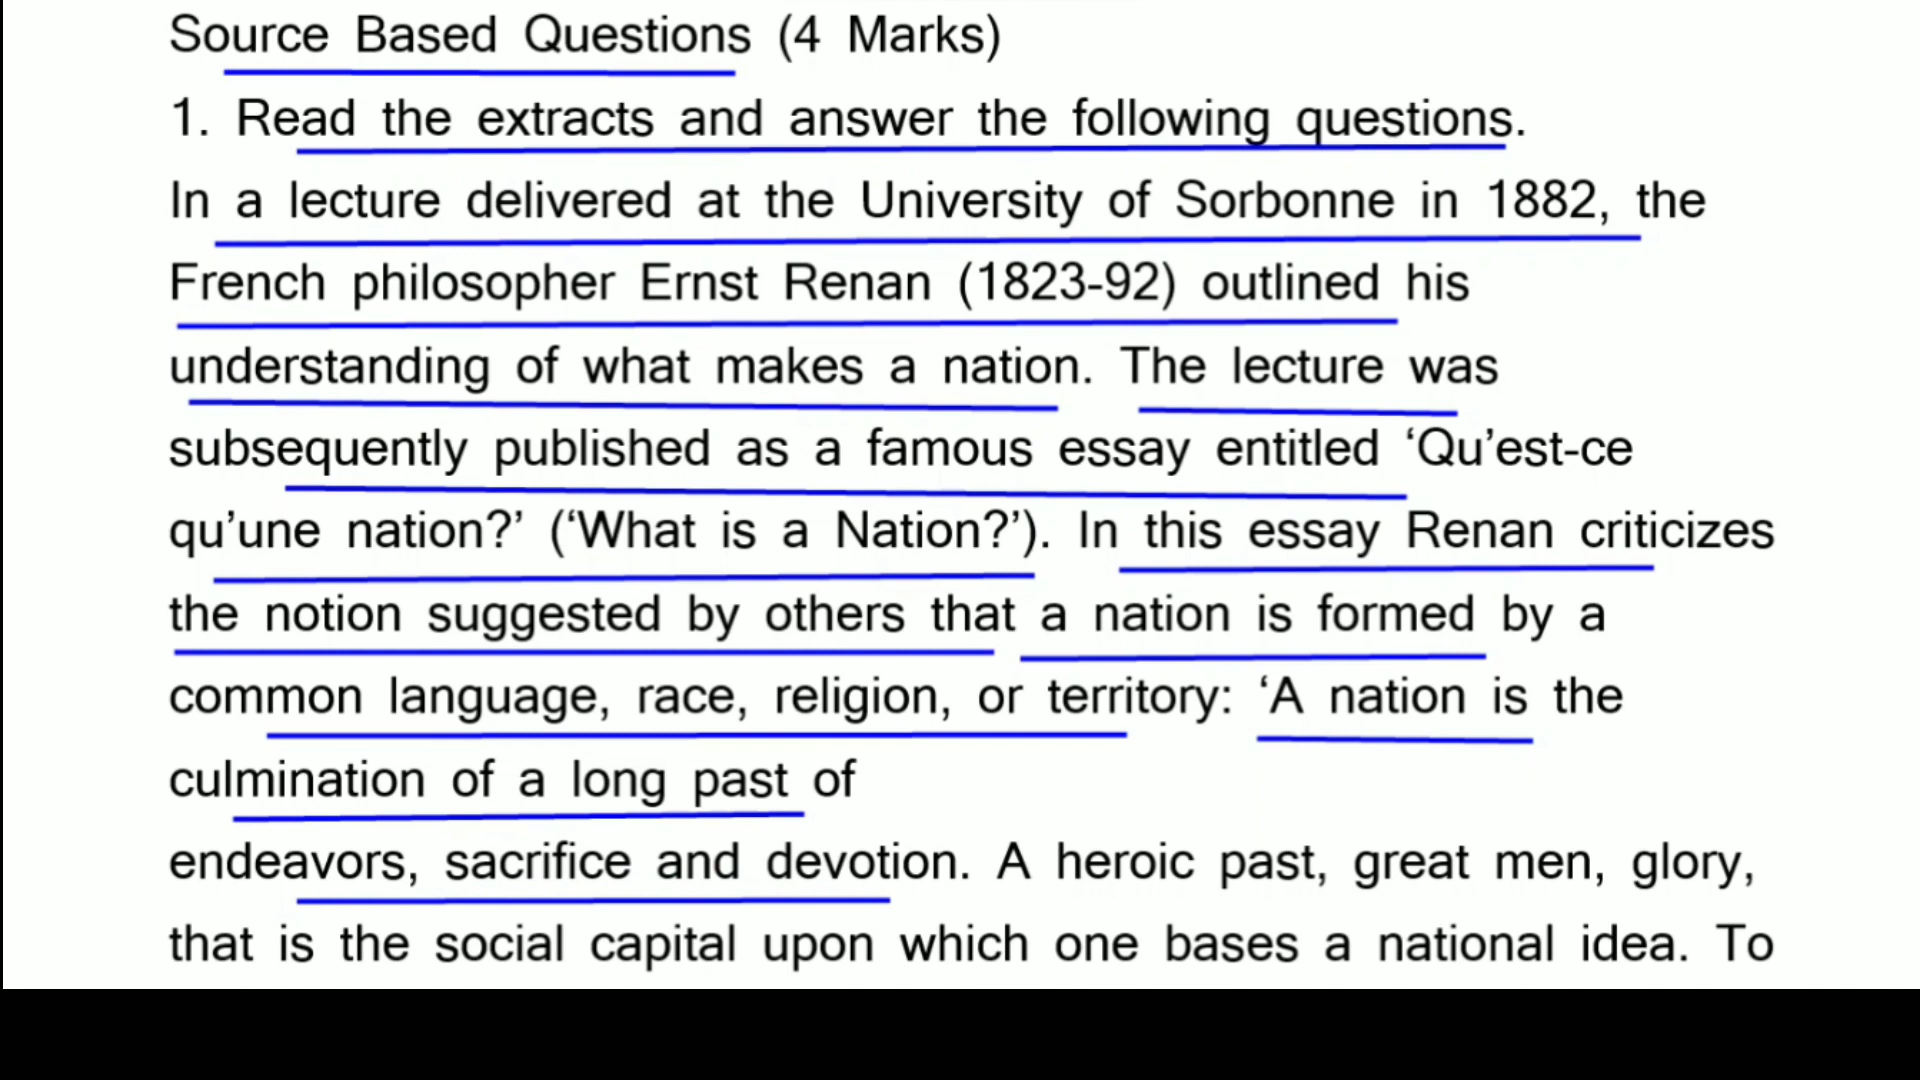 Source Based Questions (4 Marks)
1. Read the extracts and answer the following questions.
In a lecture delivered at the University of Sorbonne in 1882, the
French philosopher Ernst Renan (1823-92) outlined his
understanding of what makes a nation. The lecture was
subsequently published as a famous essay entitled ‘Qu’est-ce
qu’une nation?’ (‘What is a Nation?’). In this essay Renan criticizes
the notion suggested by others that a nation is formed by a
common language, race, religion, or territory: ‘A nation is the
culmination of a long past of
endeavors, sacrifice and devotion. A heroic past, great men, glory,
that is the social capital upon which one bases a national idea. To